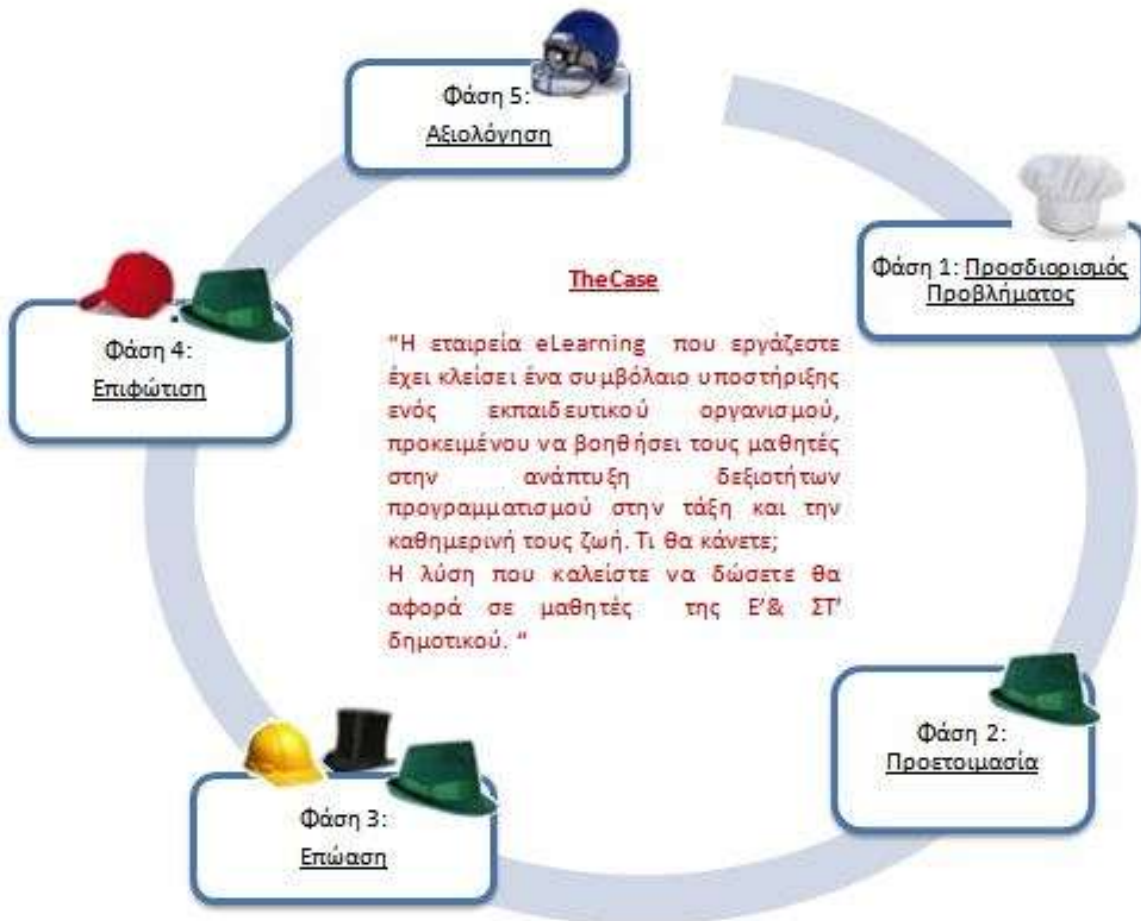 Φάση 5:
Αξιολόγηση
Φάση 1: Προσδιορισμός
Προβλήματος
Φάση 4:
Επιφώτιση
TheCase
"Η εταιρεία eLearning που εργάζεστε
έχει κλείσει ένα συμβόλαιο υποστήριξης
ενός εκπαιδευτικού οργανισμού,
προκειμένου να βοηθήσει τους μαθητές
στην ανάπτυξη δεξιοτήτων
προγραμματισμού στην τάξη και την
καθημερινή τους ζωή. Τι θα κάνετε;
Η λύση που καλείστε να δώσετε θα
αφορά σε μαθητές της Ε'& ΣΤ'
δημοτικού. "
Φάση 2:
Προετοιμασία
Φάση 3:
Επώαση